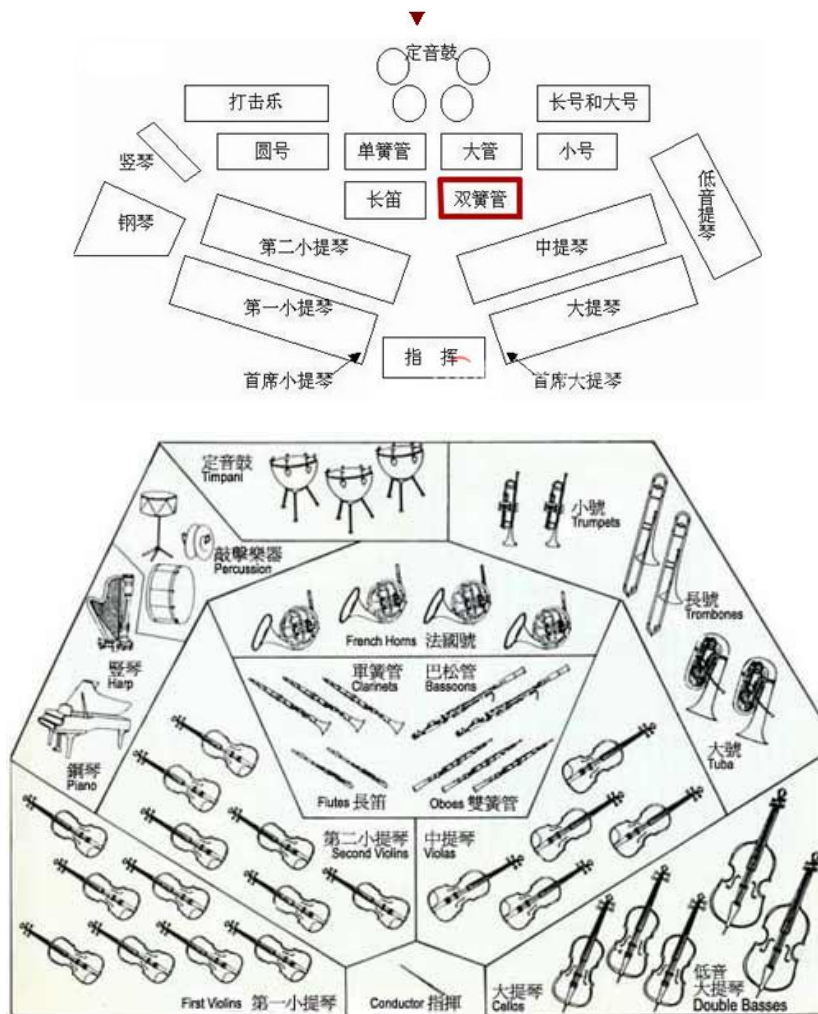 定音鼓
打击乐
长号和大号
圆号
单簧管
大管
小号
竖琴
长笛
双簧管
低音提琴
钢琴
第二小提琴
中提琴
第一小提琴
大提琴
指 挥
首席小提琴
首席大提琴
定音鼓
Timpani
小號
Trumpets
敲擊樂器
Percussion
長號
Trombones
French Horns 法國號
豎琴
Harp
單簧管
Clarinets
巴松管
Bassoons
大號
Tuba
鋼琴
Piano
Flutes 長笛
Oboes 雙簧管
第二小提琴
Second Violins
中提琴
Violas
First Violins 第一小提琴
Conductor 指揮
大提琴
Cellos
低音
大提琴
Double Basses